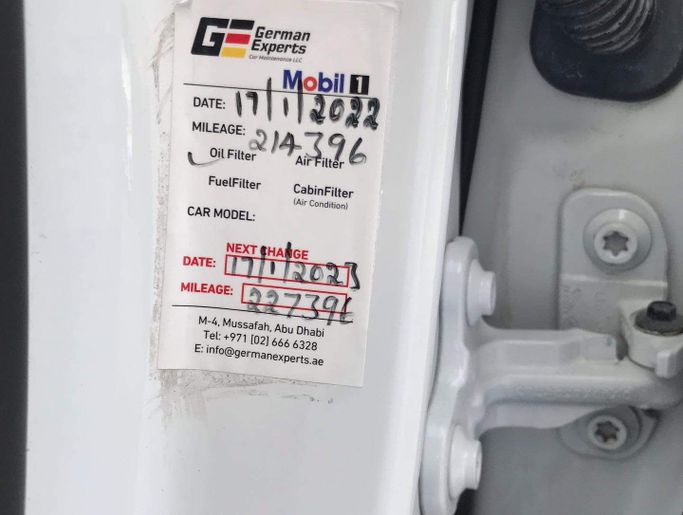 GE German
Experts
Car Maintenance LLC
Mobil 1
DATE: 17/1/2022
MILEAGE: 214396
Oil Filter Air Filter
FuelFilter CabinFilter
(Air Condition)
CAR MODEL:
NEXT CHANGE
DATE: 17/1/2023
MILEAGE: 227396
M-4, Mussafah, Abu Dhabi
Tel: +971 [02] 666 6328
E: info@germanexperts.ae